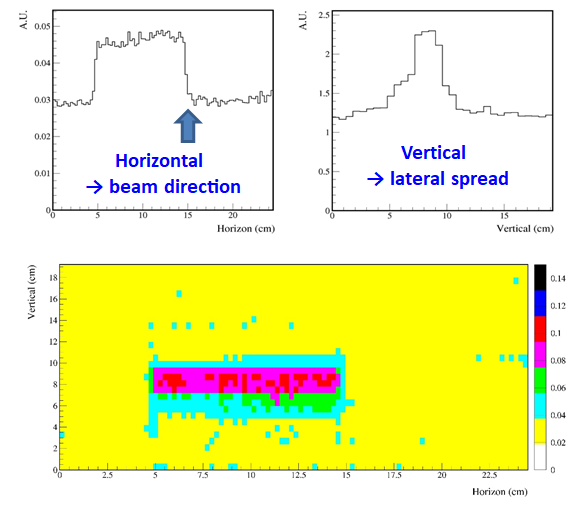 A.U.
0.05
0.04
0.03
0.02
0.01
0
0 5 10 15 20
Horizon (cm)
Horizontal
→ beam direction
A.U.
2.5
2
1.5
1
0.5
0
0 5 10 15
Vertical (cm)
Vertical
→ lateral spread
Vertical (cm)
18
16
14
12
10
8
6
4
2
0
0 2.5 5 7.5 10 12.5 15 17.5 20 22.5
Horizon (cm)
0.14
0.12
0.1
0.08
0.06
0.04
0.02
0